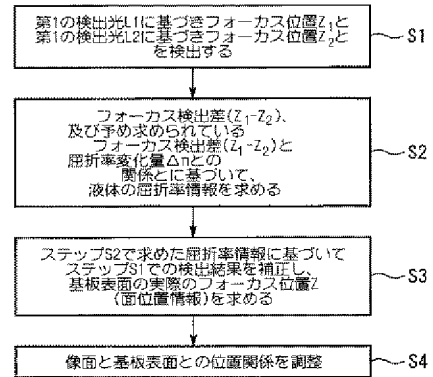 第1の検出光L1に基づきフォーカス位置Z₁と
第1の検出光L2に基づきフォーカス位置Z₂と
を検出する
S1
フォーカス検出差(Z₁-Z₂)、
及び予め求められている
フォーカス検出差(Z₁-Z₂)と
屈折率変化量Δnとの
関係とに基づいて、
液体の屈折率情報を求める
S2
ステップS2で求めた屈折率情報に基づいて
ステップS1での検出結果を補正し、
基板表面の実際のフォーカス位置Z
(面位置情報)を求める
S3
像面と基板表面との位置関係を調整
S4